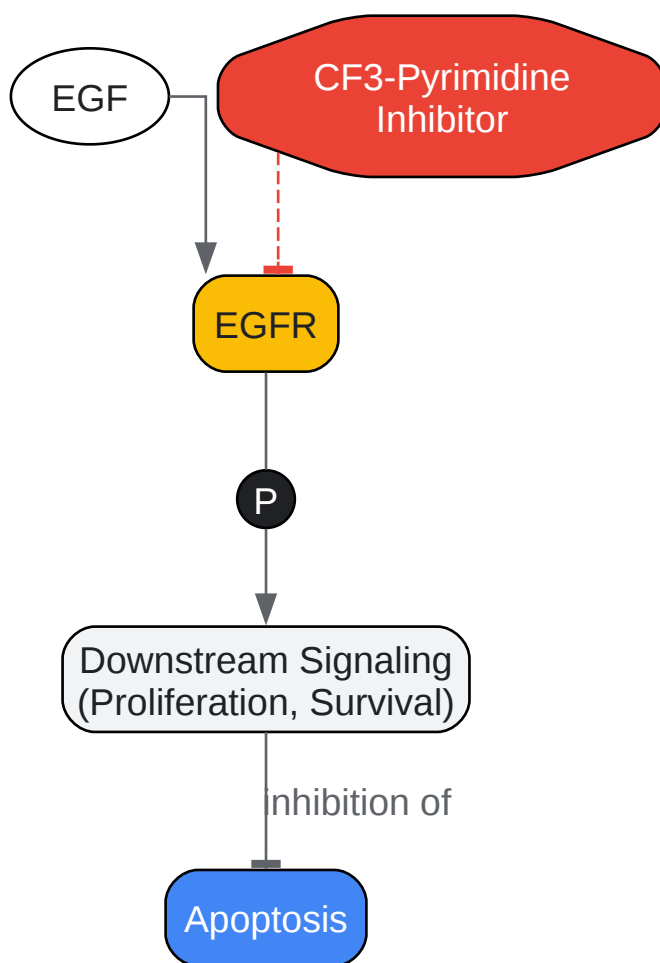 EGF
CF3-Pyrimidine
Inhibitor
EGFR
P
Downstream Signaling
(Proliferation, Survival)
inhibition of
Apoptosis